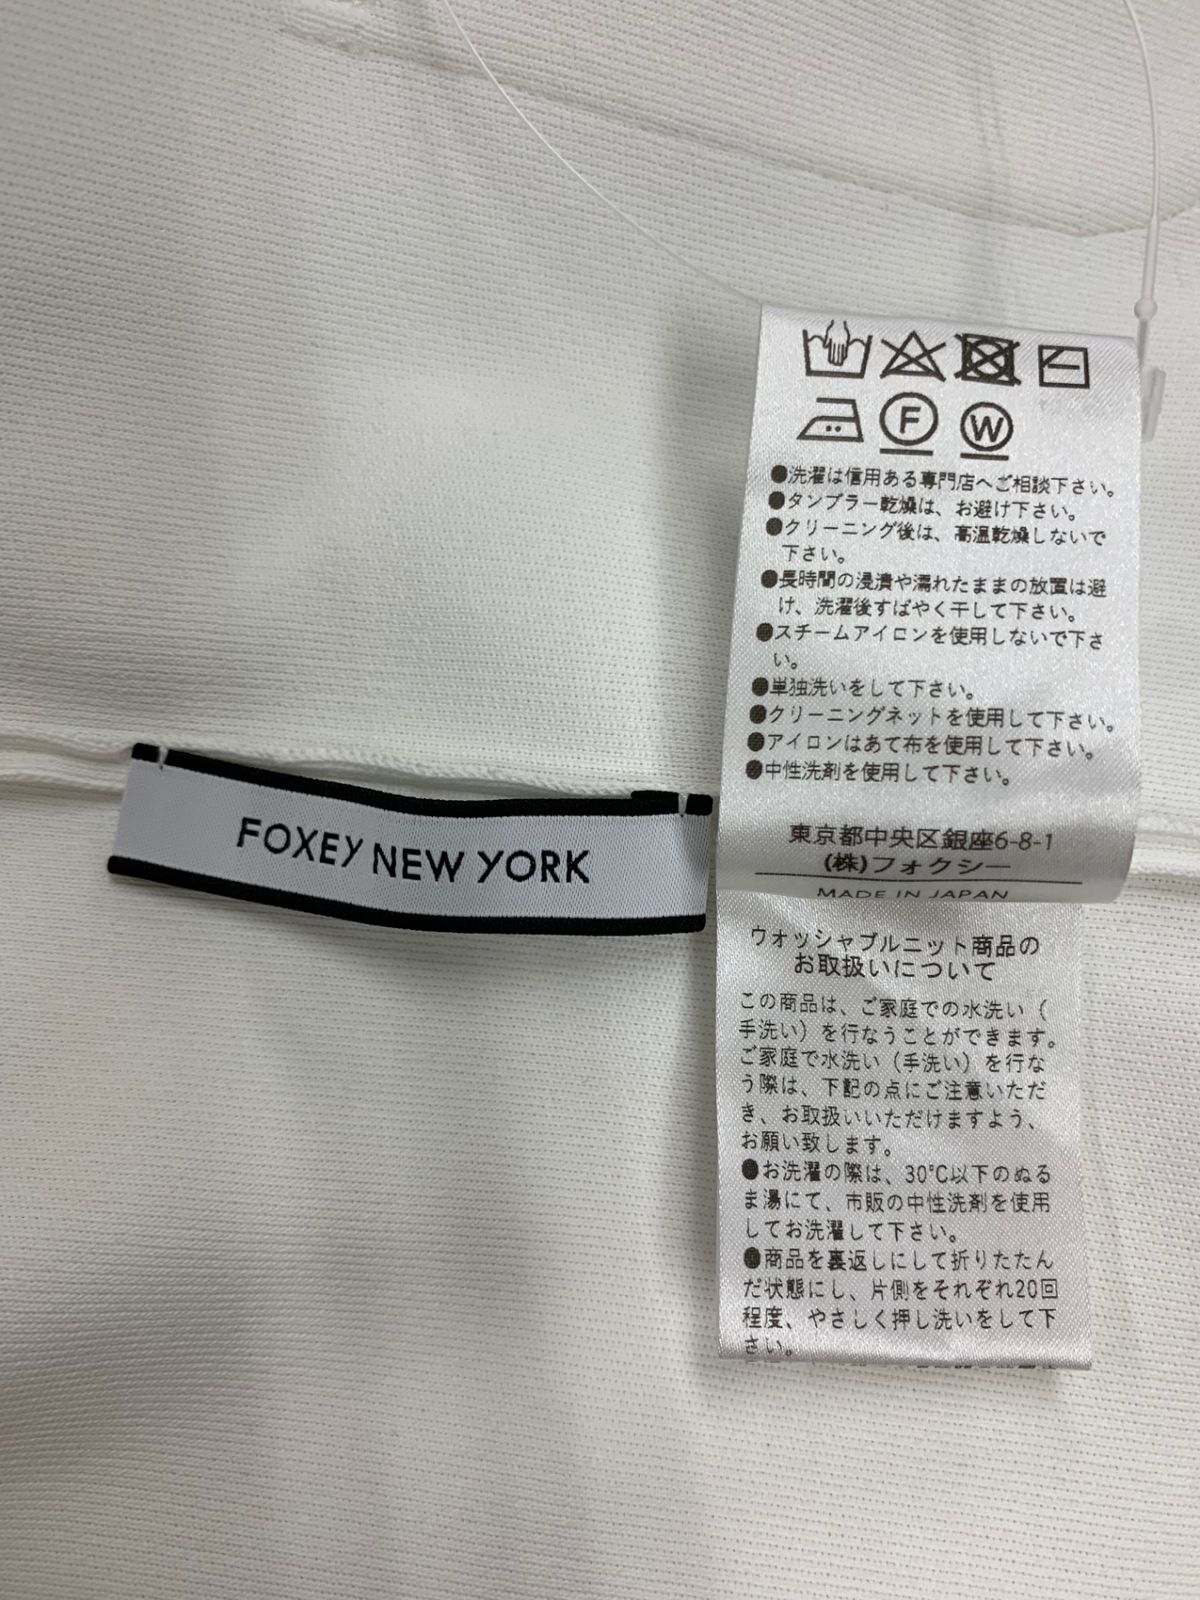 F W
●洗濯は信用ある専門店へご相談下さい。
●タンブラー乾燥は、お避け下さい。
●クリーニング後は、高温乾燥しないで
下さい。
●長時間の浸漬や濡れたままの放置は避
け、洗濯後すばやく干して下さい。
●スチームアイロンを使用しないで下さ
い。
●単独洗いをして下さい。
●クリーニングネットを使用して下さい。
●アイロンはあて布を使用して下さい。
●中性洗剤を使用して下さい。
東京都中央区銀座6-8-1
(株)フォクシー
MADE IN JAPAN
FOXEY NEW YORK
ウォッシャブルニット商品の
お取扱いについて
この商品は、ご家庭での水洗い（
手洗い）を行なうことができます。
ご家庭で水洗い（手洗い）を行な
う際は、下記の点にご注意いただ
き、お取扱いいただけますよう、
お願い致します。
●お洗濯の際は、30℃以下のぬる
ま湯にて、市販の中性洗剤を使用
してお洗濯して下さい。
●商品を裏返しにして折りたたん
だ状態にし、片側をそれぞれ20回
程度、やさしく押し洗いをして下
さい。